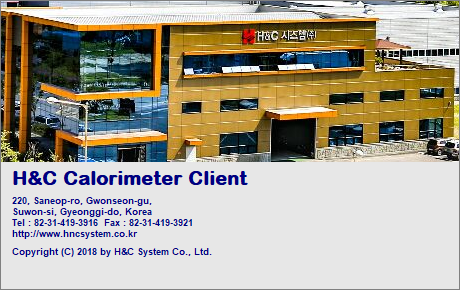 H&C 시스템(주)
H&C Calorimeter Client
220, Saneop-ro, Gwonseon-gu,
Suwon-si, Gyeonggi-do, Korea
Tel : 82-31-419-3916  Fax : 82-31-419-3921
http://www.hncsystem.co.kr
Copyright (C) 2018 by H&C System Co., Ltd.